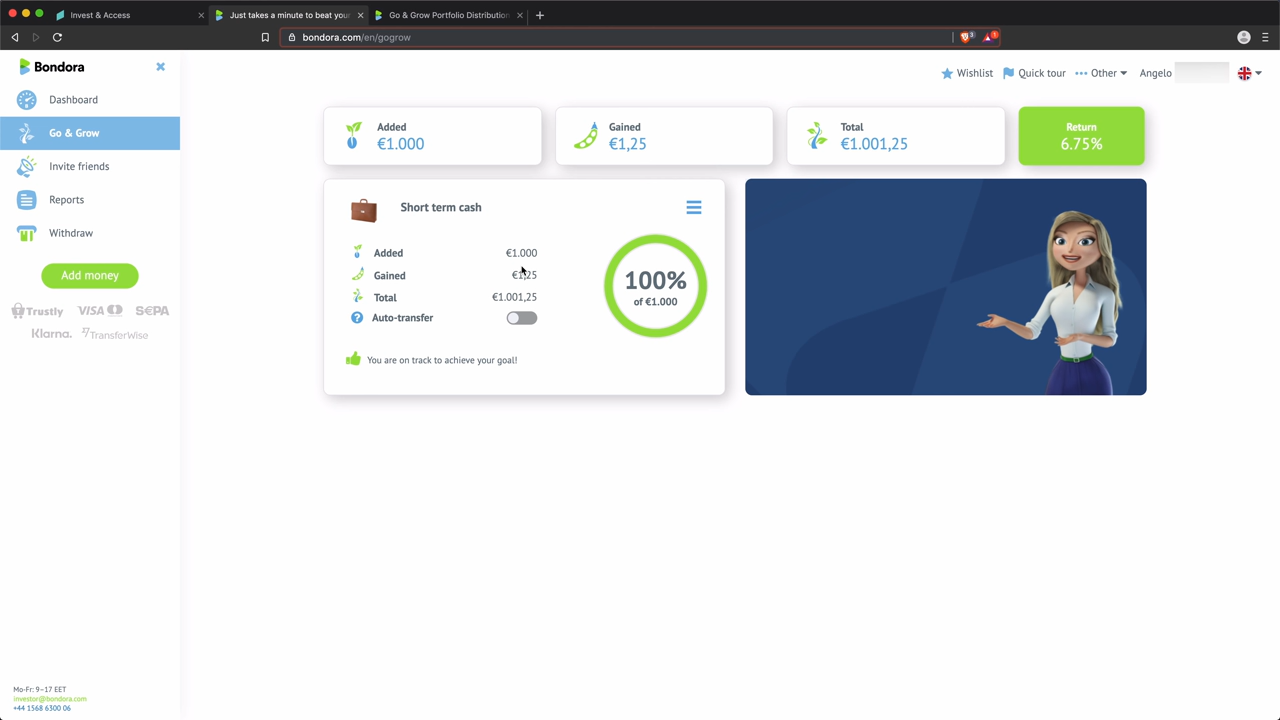 Invest & Access
Just takes a minute to beat your
Go & Grow Portfolio Distribution
bondora.com/en/gogrow
3
1
Bondora
Wishlist
Quick tour
Other
Angelo
Dashboard
Go & Grow
Invite friends
Reports
Withdraw
Add money
Trustly
VISA
SEPA
Klarna.
TransferWise
Added
€1.000
Gained
€1,25
Total
€1.001,25
Return
6.75%
Short term cash
Added €1.000
Gained €1,25
Total €1.001,25
Auto-transfer
100%
of €1.000
You are on track to achieve your goal!
Mo-Fr: 9–17 EET
investor@bondora.com
+44 1568 6300 06